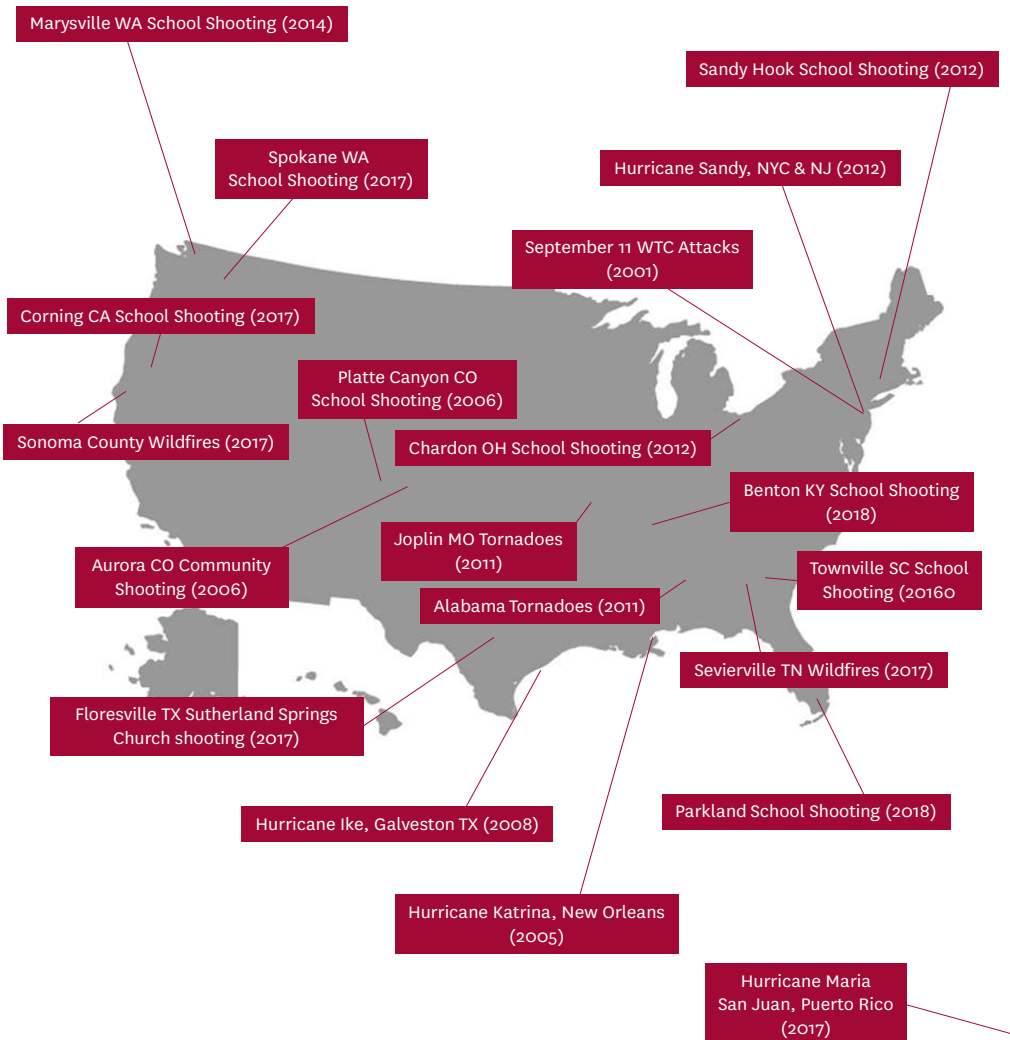 Marysville WA School Shooting (2014)
Sandy Hook School Shooting (2012)
Spokane WA
School Shooting (2017)
Hurricane Sandy, NYC & NJ (2012)
September 11 WTC Attacks
(2001)
Corning CA School Shooting (2017)
Platte Canyon CO
School Shooting (2006)
Sonoma County Wildfires (2017)
Chardon OH School Shooting (2012)
Benton KY School Shooting
(2018)
Joplin MO Tornadoes
(2011)
Aurora CO Community
Shooting (2006)
Townville SC School
Shooting (20160
Alabama Tornadoes (2011)
Sevierville TN Wildfires (2017)
Floresville TX Sutherland Springs
Church shooting (2017)
Parkland School Shooting (2018)
Hurricane Ike, Galveston TX (2008)
Hurricane Katrina, New Orleans
(2005)
Hurricane Maria
San Juan, Puerto Rico
(2017)